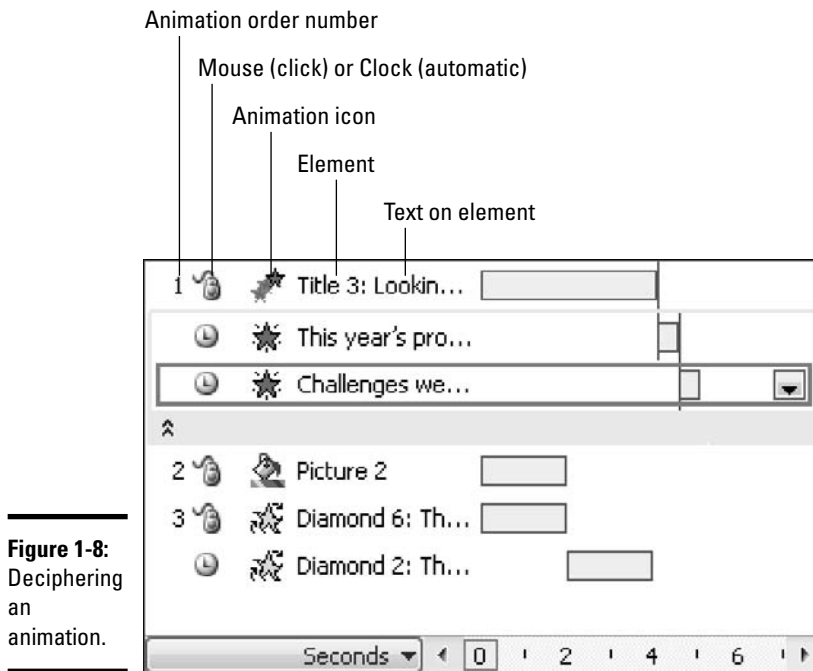 Animation order number
Mouse (click) or Clock (automatic)
Animation icon
Element
Text on element
1 Title 3: Lookin...
This year's pro...
Challenges we...
2 Picture 2
3 Diamond 6: Th...
Diamond 2: Th...
Seconds 0 2 4 6
Figure 1-8:
Deciphering
an
animation.